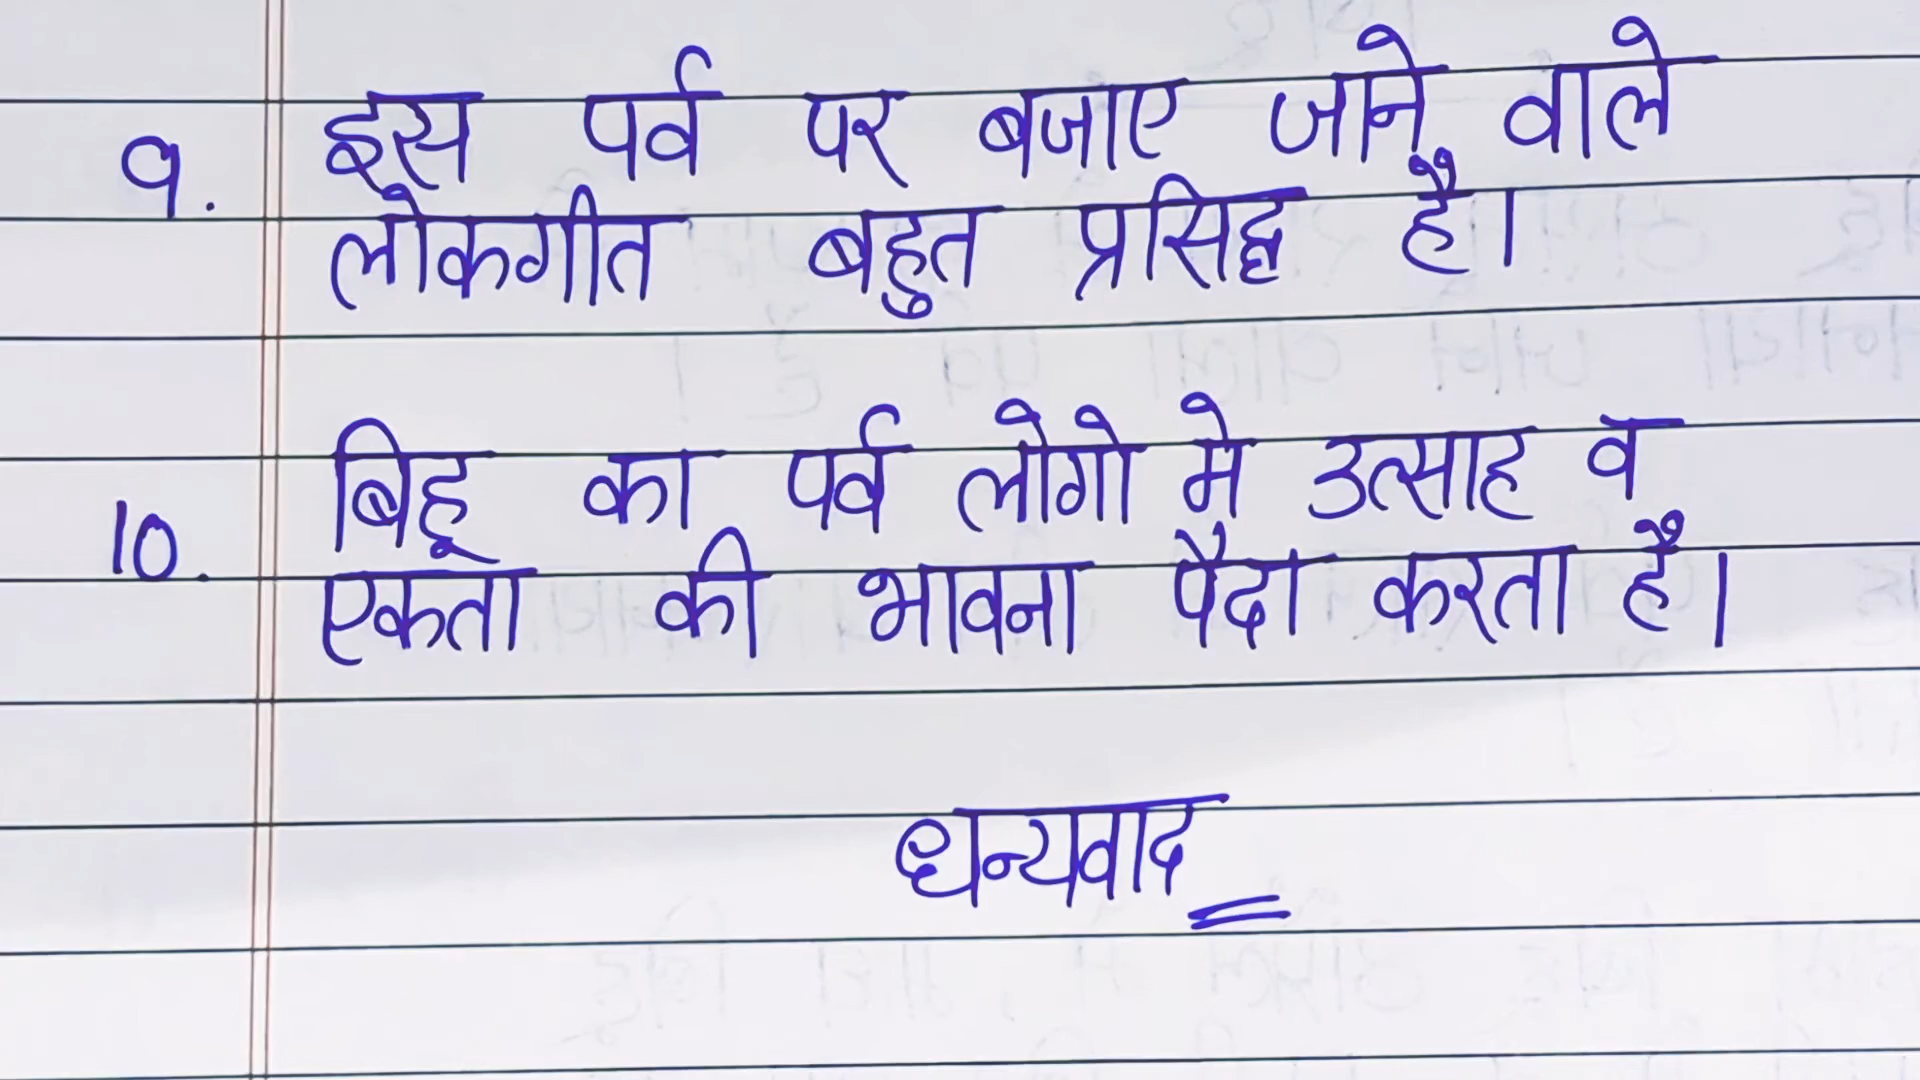 9. इस पर्व पर बजाए जाने वाले
लोकगीत बहुत प्रसिद्ध है।
10. बिहू का पर्व लोगो मे उत्साह व
एकता की भावना पैदा करता है।
धन्यवाद